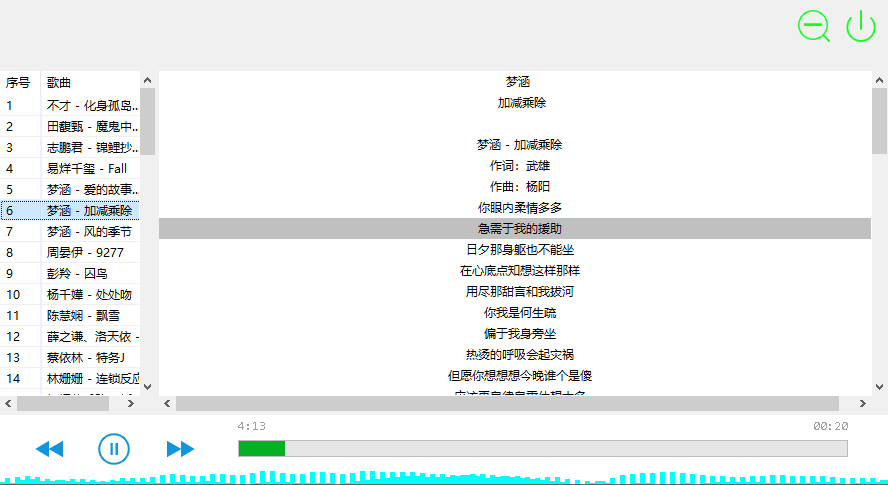 序号 歌曲
1 不才 - 化身孤岛...
2 田馥甄 - 魔鬼中...
3 志鹏君 - 锦鲤抄...
4 易烊千玺 - Fall
5 梦涵 - 爱的故事...
6 梦涵 - 加减乘除
7 梦涵 - 风的季节
8 周晏伊 - 9277
9 彭羚 - 囚鸟
10 杨千嬅 - 处处吻
11 陈慧娴 - 飘雪
12 薛之谦、洛天依 -
13 蔡依林 - 特务J
14 林姗姗 - 连锁反应
梦涵
加减乘除
梦涵 - 加减乘除
作词：武雄
作曲：杨阳
你眼内柔情多多
急需于我的援助
日夕那身躯也不能坐
在心底点知想这样那样
用尽那甜言和我拔河
你我是何生疏
偏于我身旁坐
热烫的呼吸会起灾祸
但愿你想想想今晚谁个是傻
4:13
00:20